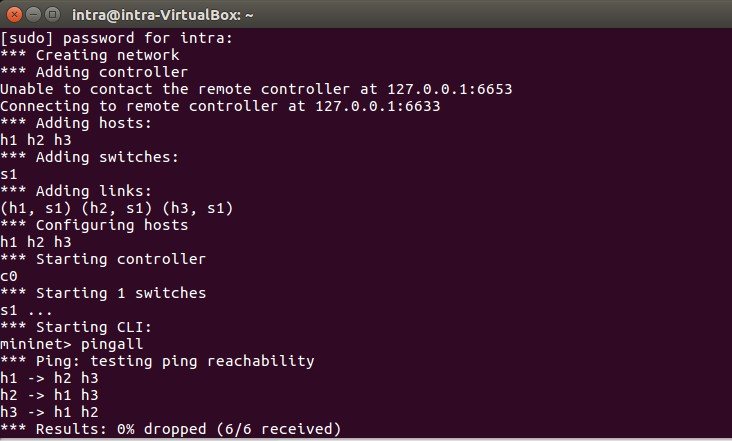 intra@intra-VirtualBox: ~
[sudo] password for intra:
*** Creating network
*** Adding controller
Unable to contact the remote controller at 127.0.0.1:6653
Connecting to remote controller at 127.0.0.1:6633
*** Adding hosts:
h1 h2 h3
*** Adding switches:
s1
*** Adding links:
(h1, s1) (h2, s1) (h3, s1)
*** Configuring hosts
h1 h2 h3
*** Starting controller
c0
*** Starting 1 switches
s1 ...
*** Starting CLI:
mininet> pingall
*** Ping: testing ping reachability
h1 -> h2 h3
h2 -> h1 h3
h3 -> h1 h2
*** Results: 0% dropped (6/6 received)